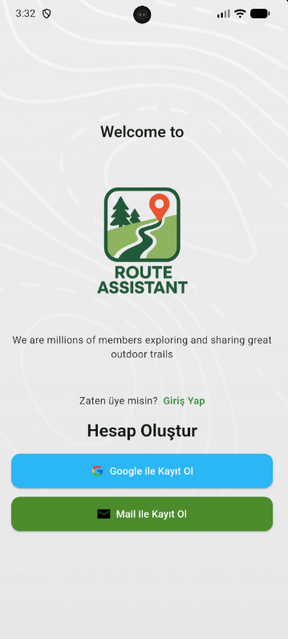 3:32
Welcome to
ROUTE
ASSISTANT
We are millions of members exploring and sharing great
outdoor trails
Zaten üye misin? Giriş Yap
Hesap Oluştur
Google ile Kayıt Ol
Mail ile Kayıt Ol